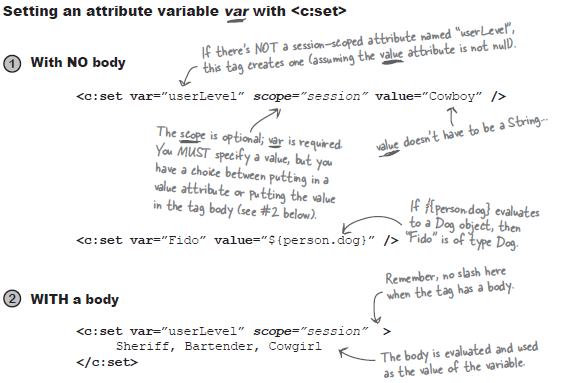 Setting an attribute variable var with <c:set>
If there's NOT a session-scoped attribute named "userLevel",
this tag creates one (assuming the value attribute is not null).
1 With NO body
<c:set var="userLevel" scope="session" value="Cowboy" />
The scope is optional; var is required.
You MUST specify a value, but you
have a choice between putting in a
value attribute or putting the value
in the tag body (see #2 below).
value doesn't have to be a String...
If ${person.dog} evaluates
to a Dog object, then
"Fido" is of type Dog.
<c:set var="Fido" value="${person.dog}" />
2 WITH a body
Remember, no slash here
when the tag has a body.
<c:set var="userLevel" scope="session" >
Sheriff, Bartender, Cowgirl
</c:set>
The body is evaluated and used
as the value of the variable.